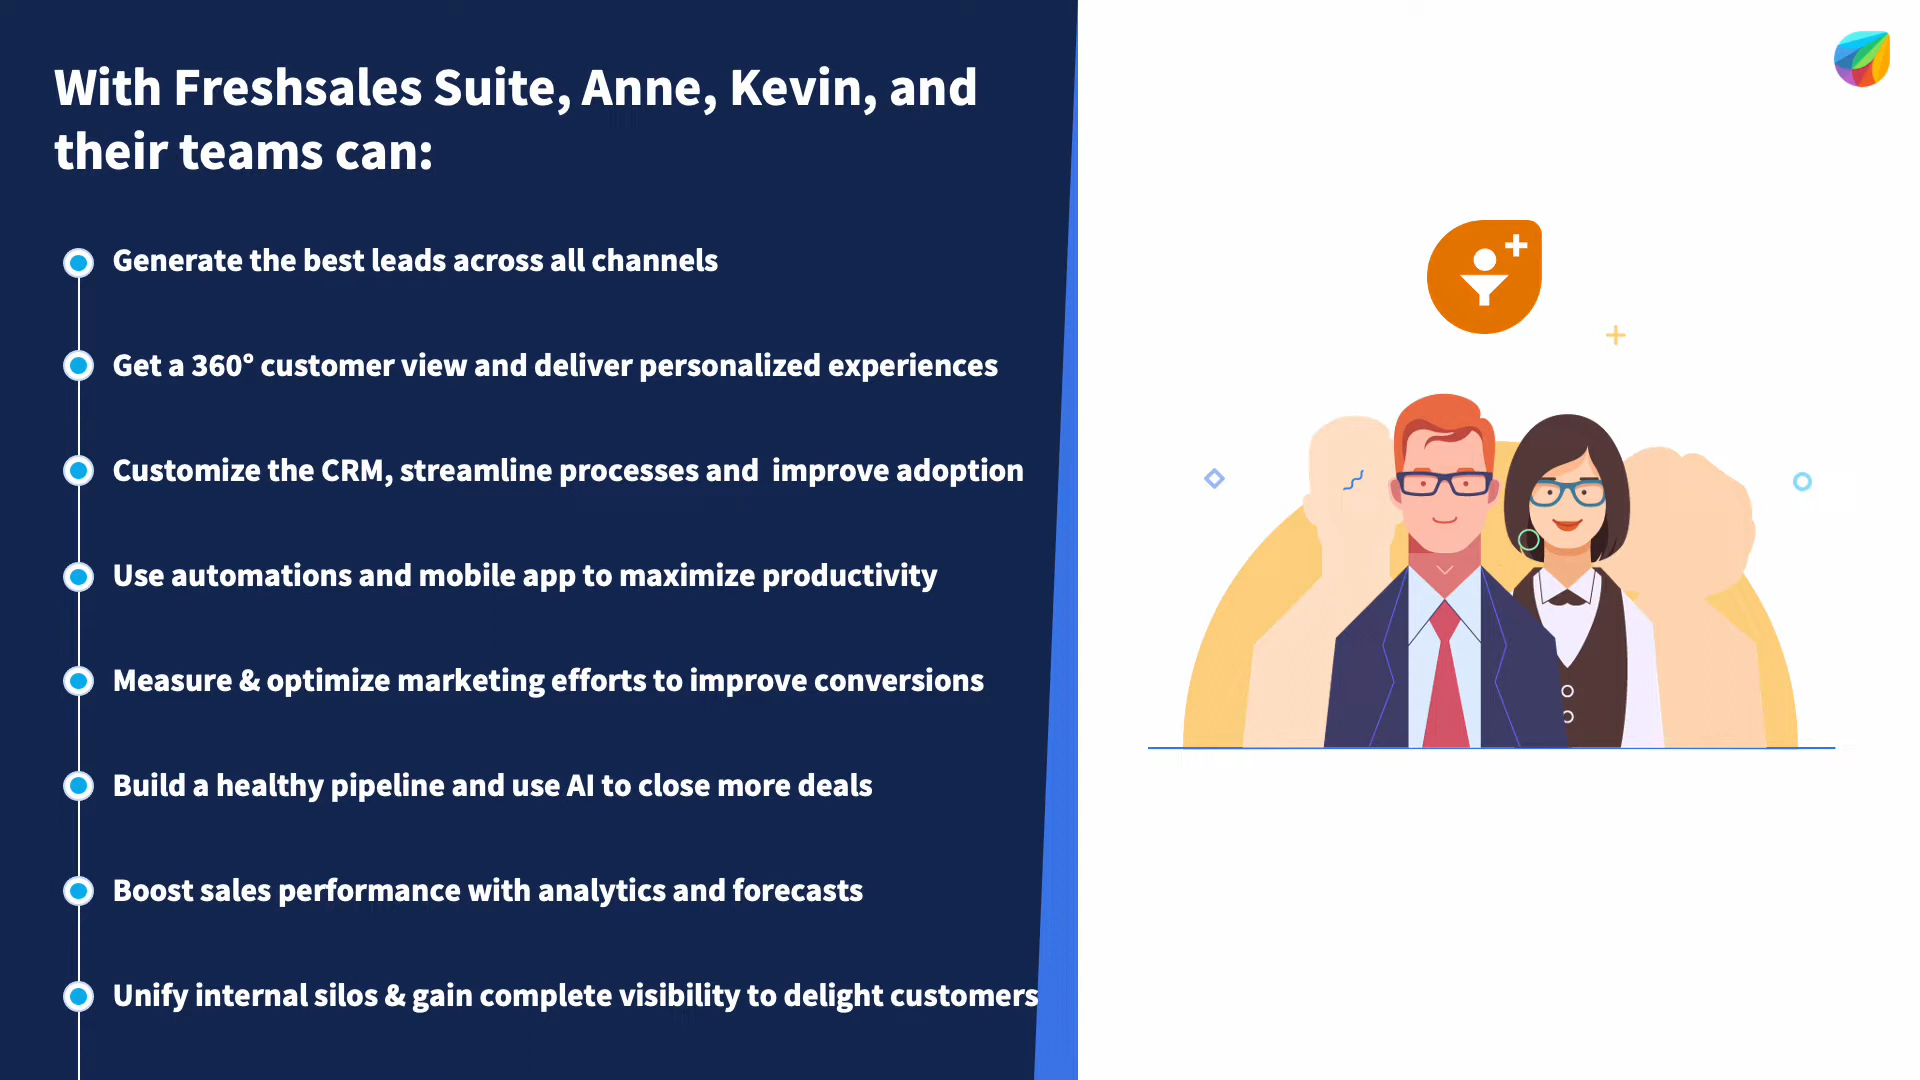 With Freshsales Suite, Anne, Kevin, and
their teams can:
Generate the best leads across all channels
Get a 360° customer view and deliver personalized experiences
Customize the CRM, streamline processes and  improve adoption
Use automations and mobile app to maximize productivity
Measure & optimize marketing efforts to improve conversions
Build a healthy pipeline and use AI to close more deals
Boost sales performance with analytics and forecasts
Unify internal silos & gain complete visibility to delight customers